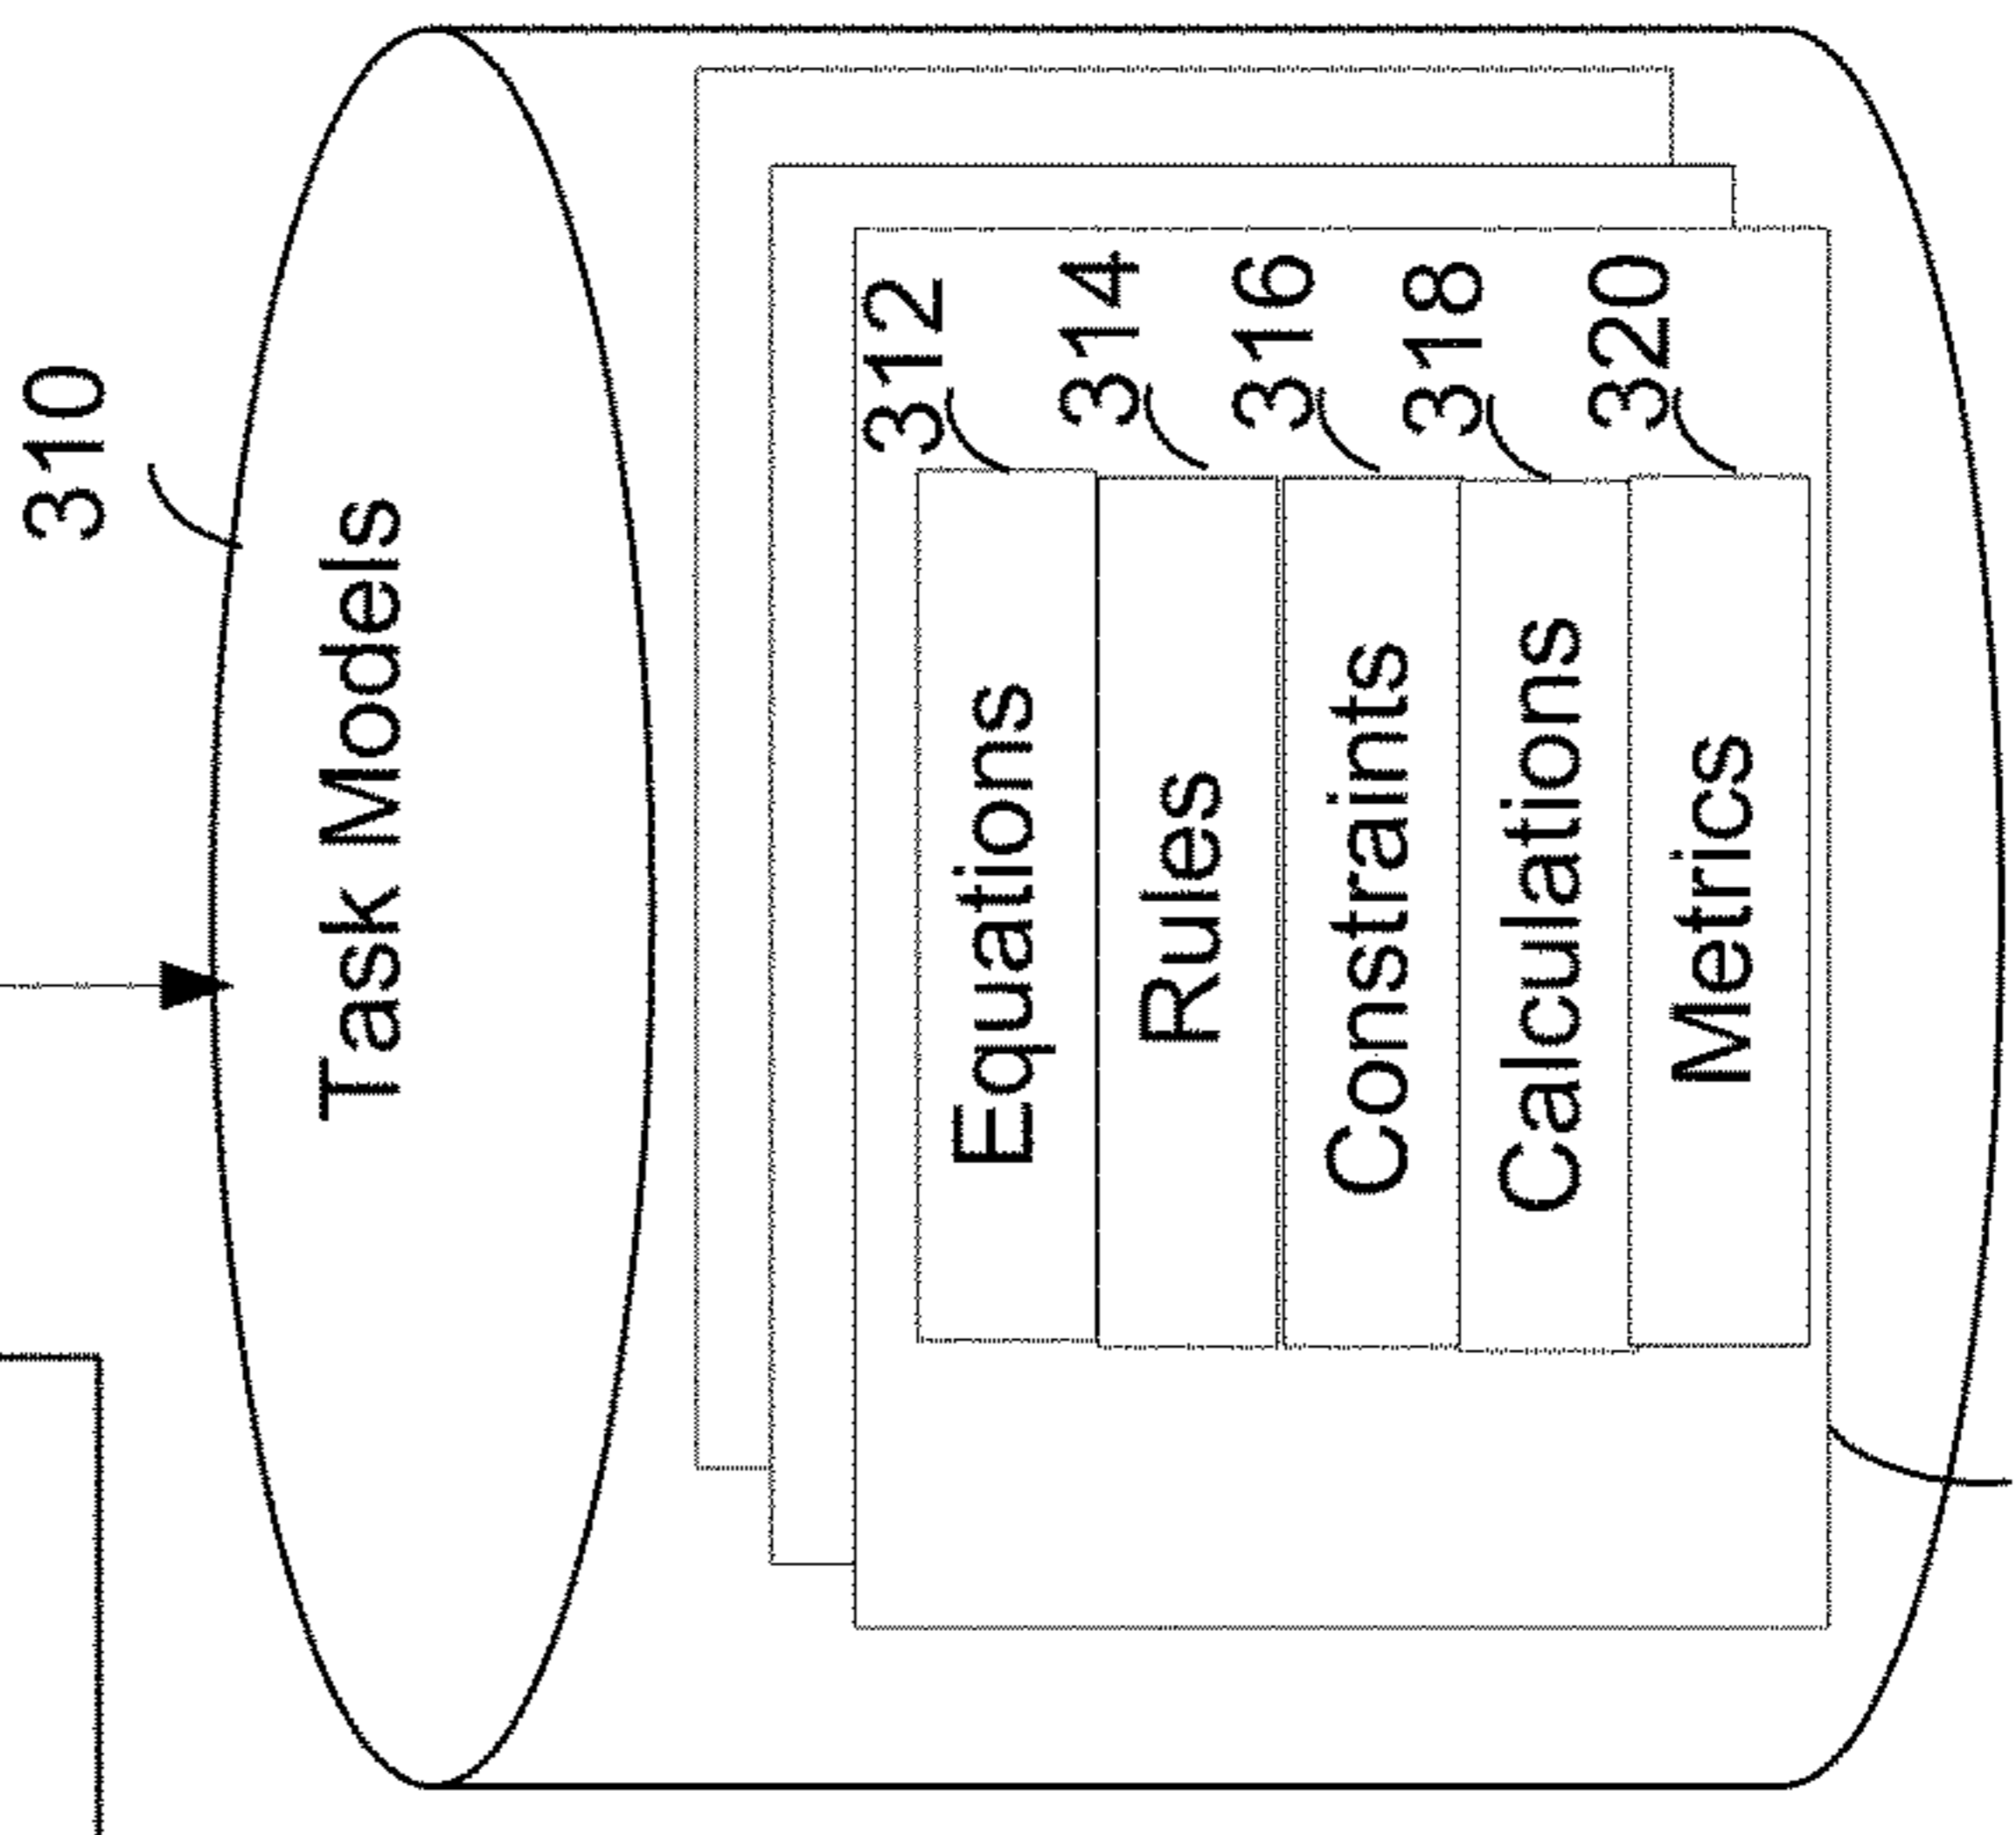 310
Task Models
312
Equations
314
Rules
316
Constraints
318
Calculations
320
Metrics